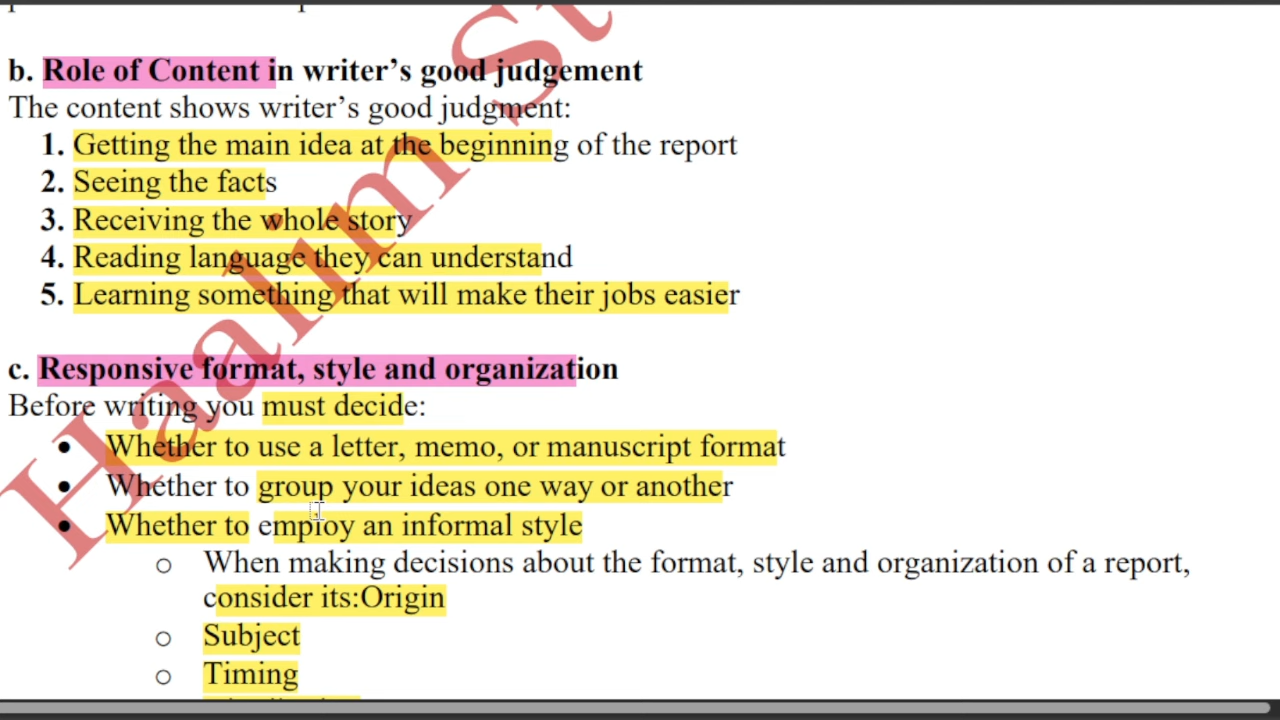 b. Role of Content in writer's good judgement
The content shows writer's good judgment:
1. Getting the main idea at the beginning of the report
2. Seeing the facts
3. Receiving the whole story
4. Reading language they can understand
5. Learning something that will make their jobs easier
c. Responsive format, style and organization
Before writing you must decide:
• Whether to use a letter, memo, or manuscript format
• Whether to group your ideas one way or another
• Whether to employ an informal style
o When making decisions about the format, style and organization of a report,
consider its:Origin
o Subject
o Timing
Haalim St